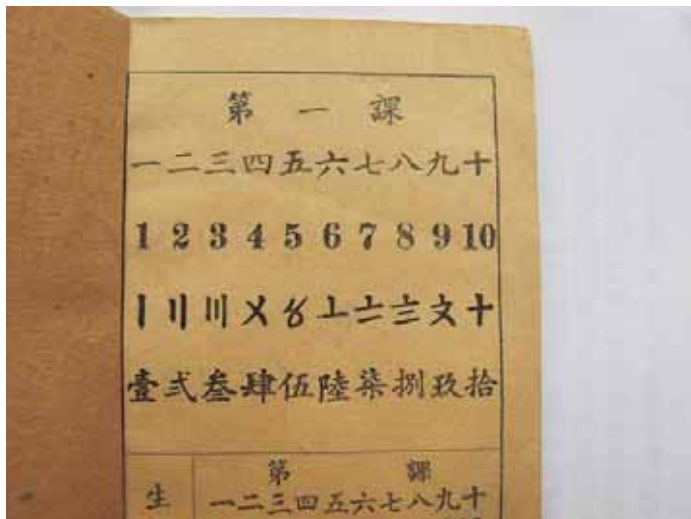 第一課
一二三四五六七八九十
1 2 3 4 5 6 7 8 9 10
〡〢〣〤〥〦〧〨〩十
壹弍叁肆伍陸柒捌玖拾
第 課
生 一二三四五六七八九十